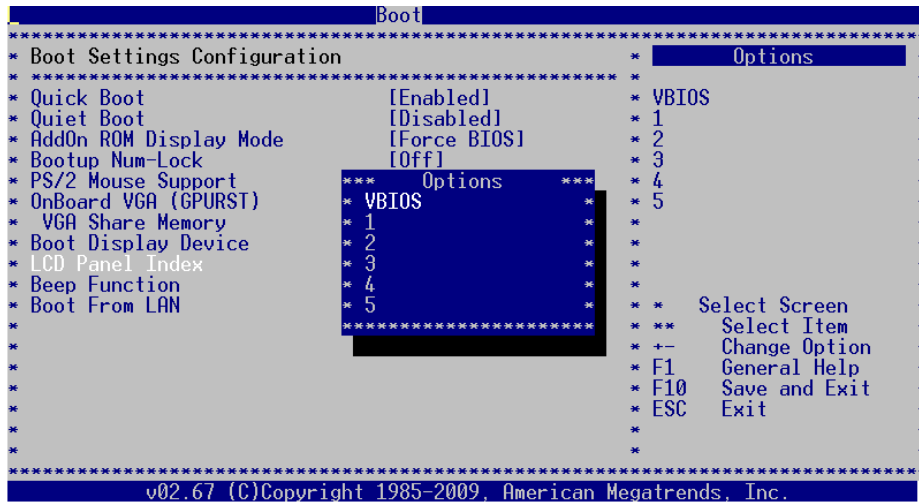 Boot
Boot Settings Configuration
Quick Boot [Enabled]
Quiet Boot [Disabled]
AddOn ROM Display Mode [Force BIOS]
Bootup Num-Lock [Off]
PS/2 Mouse Support
OnBoard VGA (GPURST)
VGA Share Memory
Boot Display Device
LCD Panel Index
Beep Function
Boot From LAN
*** Options ***
* VBIOS *
* 1 *
* 2 *
* 3 *
* 4 *
* 5 *
Options
VBIOS
1
2
3
4
5
* Select Screen
** Select Item
+- Change Option
F1 General Help
F10 Save and Exit
ESC Exit
v02.67 (C)Copyright 1985-2009, American Megatrends, Inc.